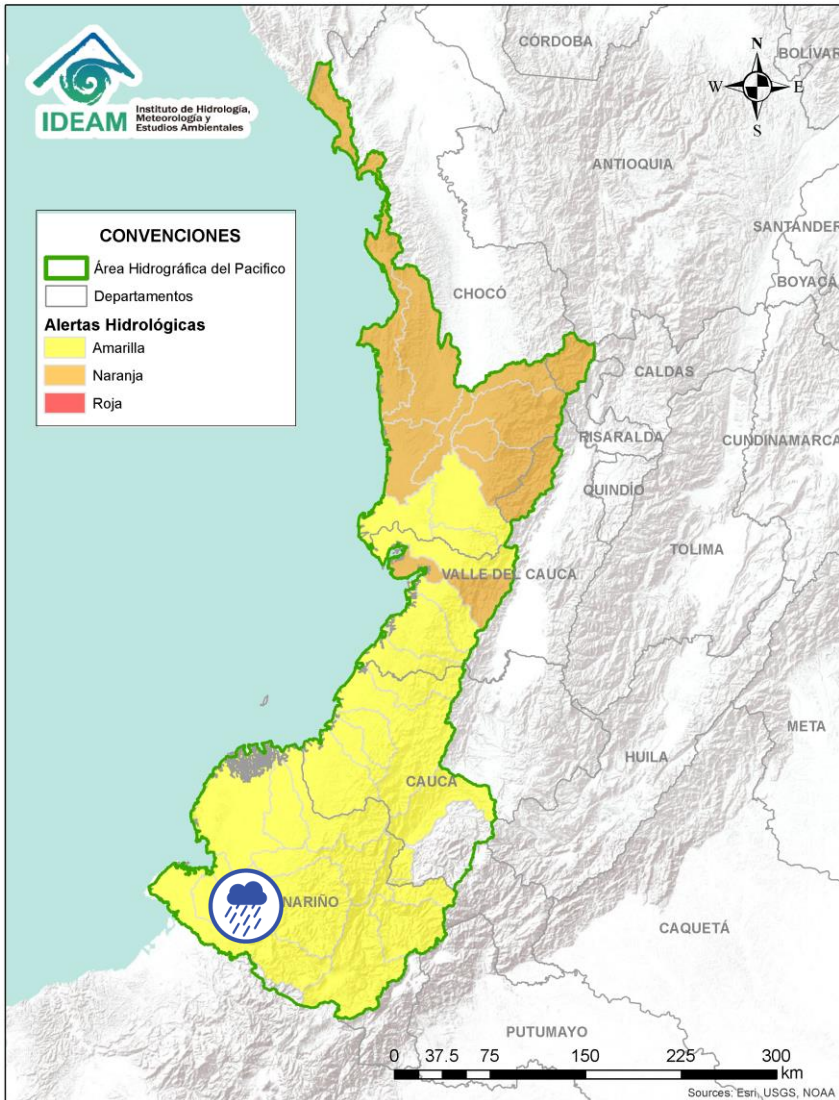 IDEAM
Instituto de Hidrología,
Meteorología y
Estudios Ambientales
CÓRDOBA
BOLÍVAR
N
W
E
S
ANTIOQUIA
SANTANDER
BOYACÁ
CONVENCIONES
Área Hidrográfica del Pacifico
Departamentos
Alertas Hidrológicas
Amarilla
Naranja
Roja
CHOCÓ
CALDAS
RISARALDA
CUNDINAMARCA
QUINDÍO
TOLIMA
VALLE DEL CAUCA
META
HUILA
CAUCA
NARIÑO
CAQUETÁ
PUTUMAYO
0 37.5 75 150 225 300
km
Sources: Esri, USGS, NOAA